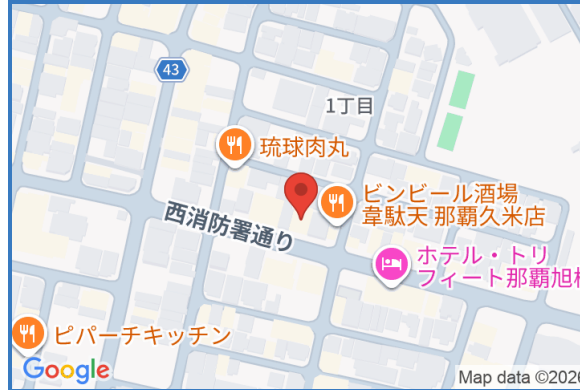 43
1丁目
琉球肉丸
ビンビール酒場
韋駄天 那覇久米店
西消防署通り
ホテル・トリ
フィート那覇旭
ピパーチキッチン
Google
Map data ©202